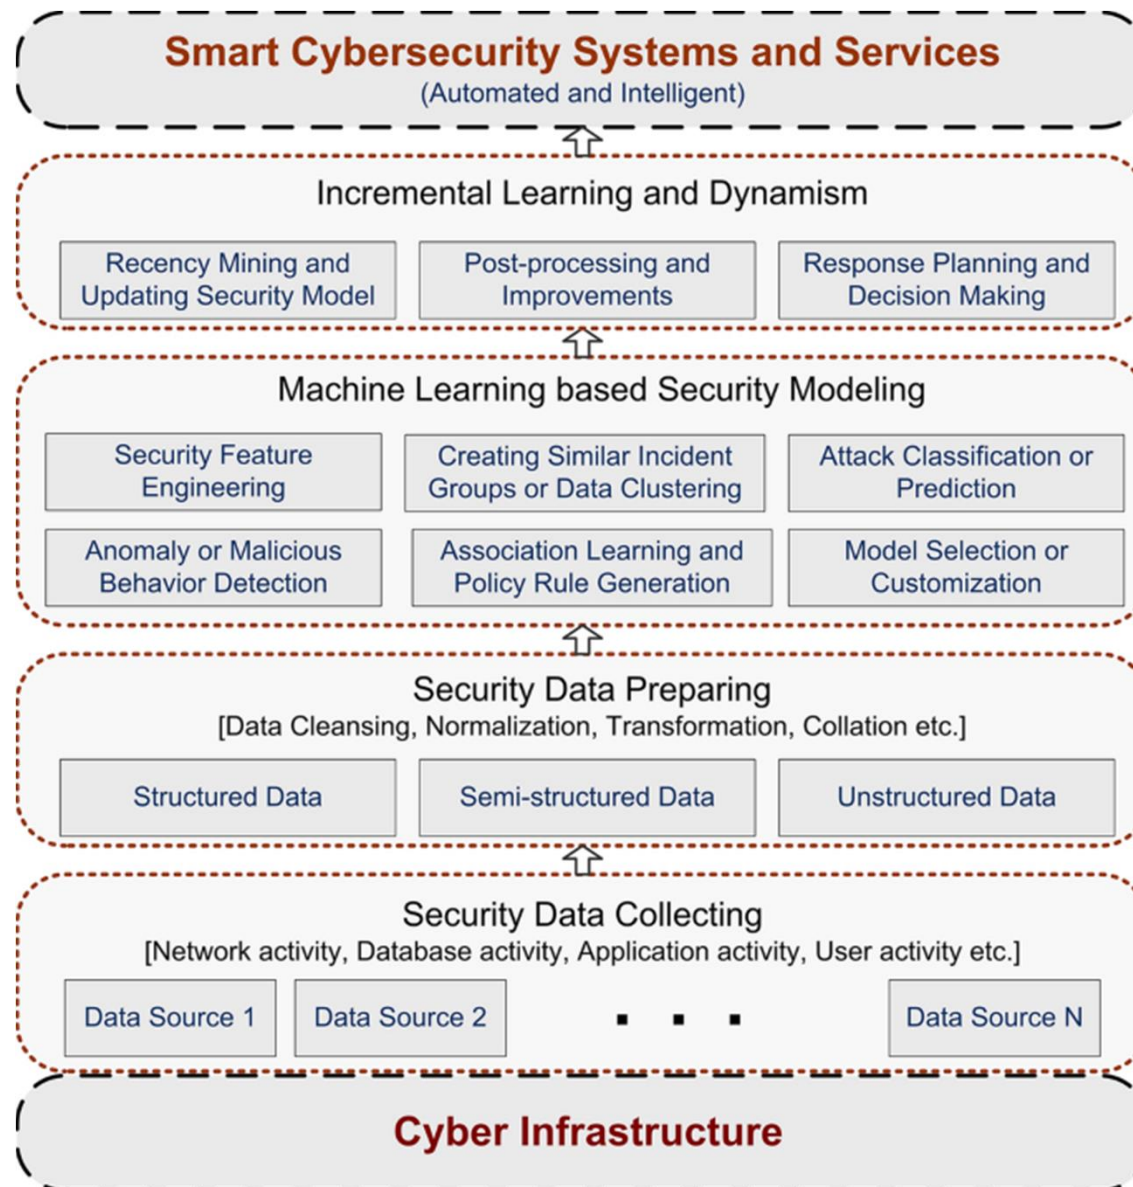 Smart Cybersecurity Systems and Services
(Automated and Intelligent)
Incremental Learning and Dynamism
Recency Mining and
Updating Security Model
Post-processing and
Improvements
Response Planning and
Decision Making
Machine Learning based Security Modeling
Security Feature
Engineering
Creating Similar Incident
Groups or Data Clustering
Attack Classification or
Prediction
Anomaly or Malicious
Behavior Detection
Association Learning and
Policy Rule Generation
Model Selection or
Customization
Security Data Preparing
[Data Cleansing, Normalization, Transformation, Collation etc.]
Structured Data
Semi-structured Data
Unstructured Data
Security Data Collecting
[Network activity, Database activity, Application activity, User activity etc.]
Data Source 1
Data Source 2
. . .
Data Source N
Cyber Infrastructure